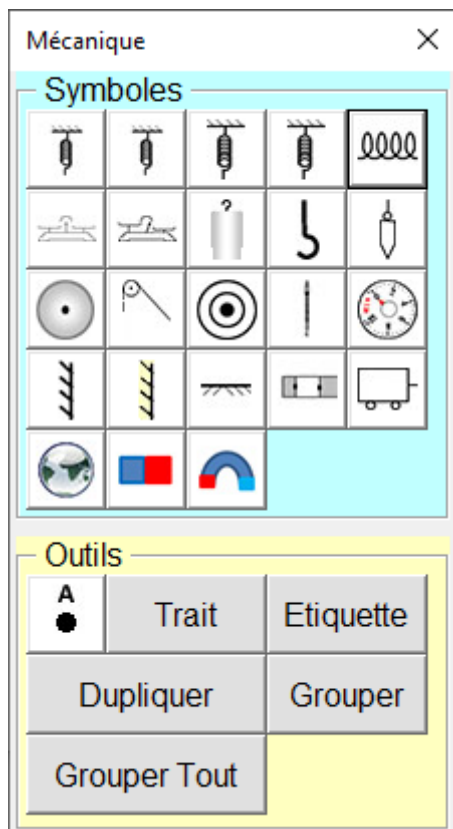 Mécanique
Symboles
Outils
A
Trait
Etiquette
Dupliquer
Grouper
Grouper Tout